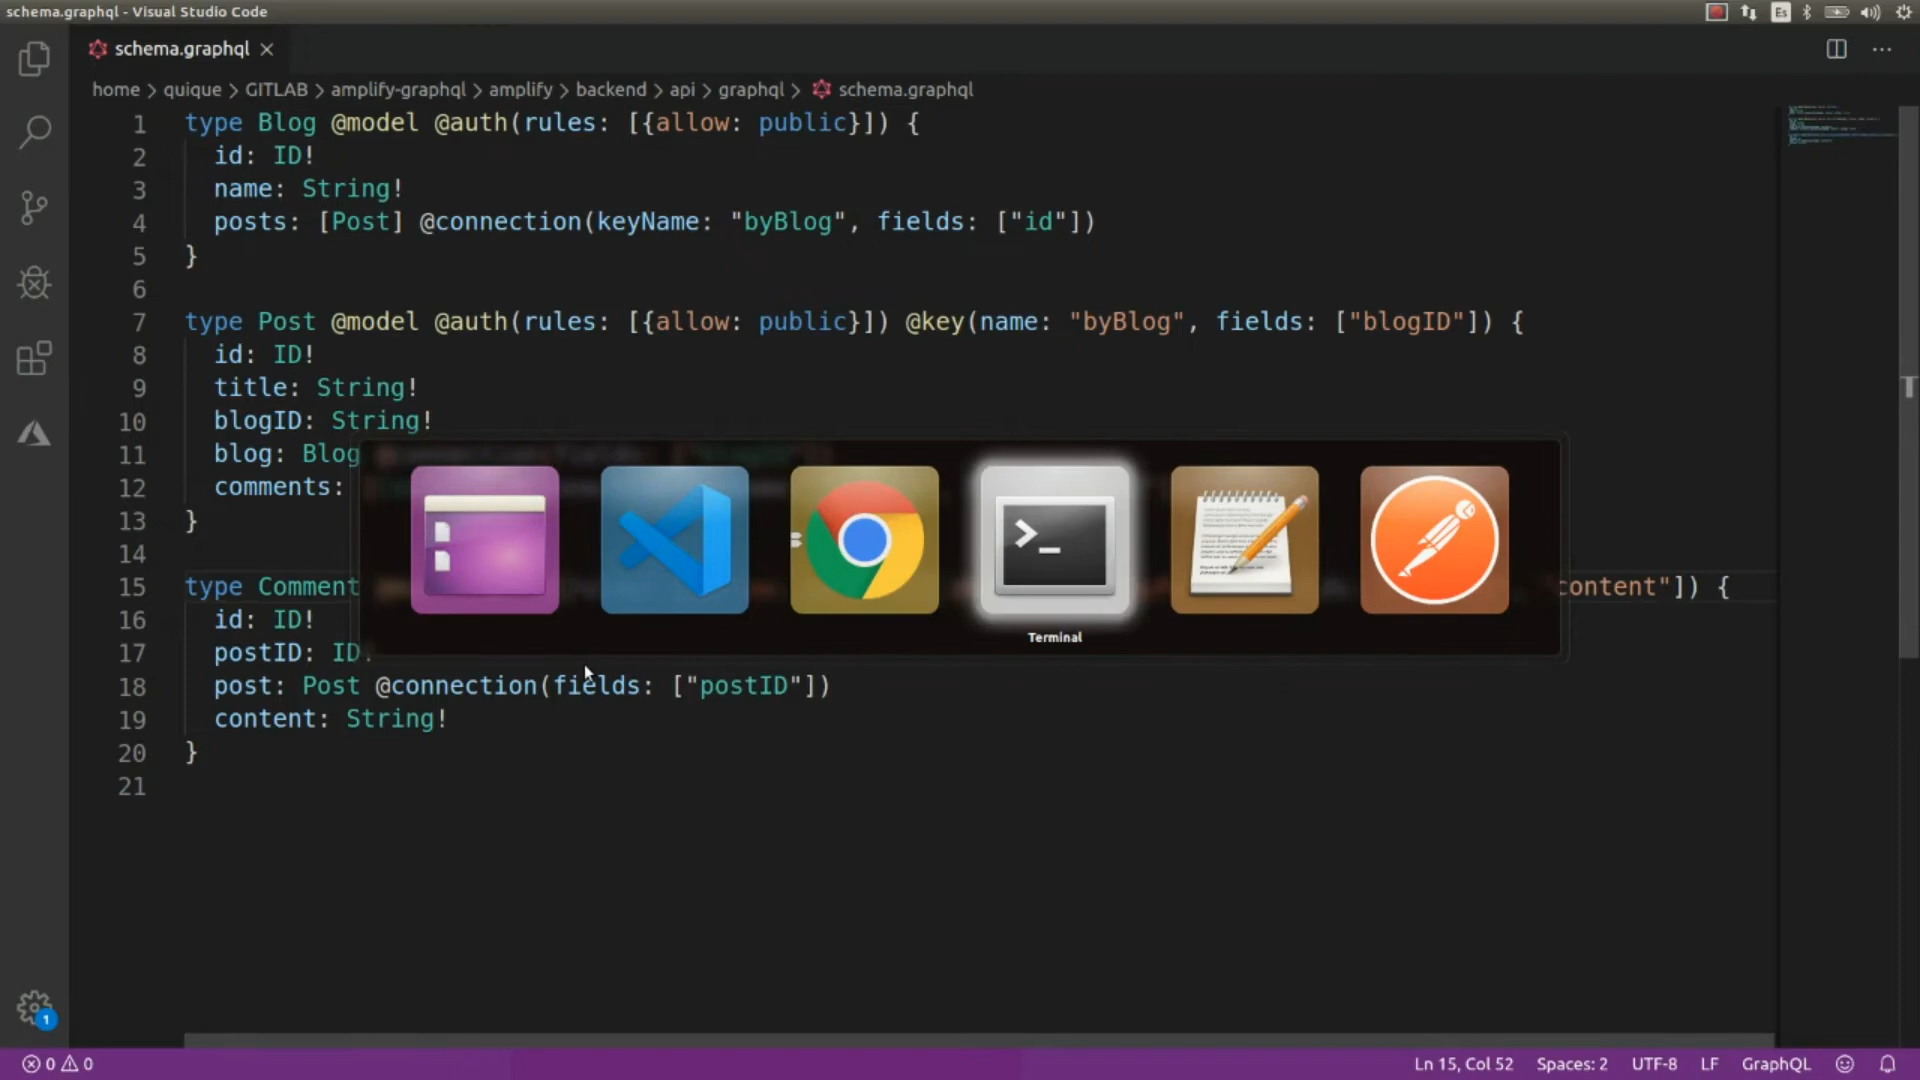 schema.graphql - Visual Studio Code
Es
schema.graphql
home > quique > GITLAB > amplify-graphql > amplify > backend > api > graphql > schema.graphql
1 type Blog @model @auth(rules: [{allow: public}]) {
2 id: ID!
3 name: String!
4 posts: [Post] @connection(keyName: "byBlog", fields: ["id"])
5 }
6
7 type Post @model @auth(rules: [{allow: public}]) @key(name: "byBlog", fields: ["blogID"]) {
8 id: ID!
9 title: String!
10 blogID: String!
11 blog: Blog
12 comments:
13 }
14
15 type Comment content"]) {
16 id: ID!
17 postID: ID!
Terminal
18 post: Post @connection(fields: ["postID"])
19 content: String!
20 }
21
1
0 0
Ln 15, Col 52 Spaces: 2 UTF-8 LF GraphQL